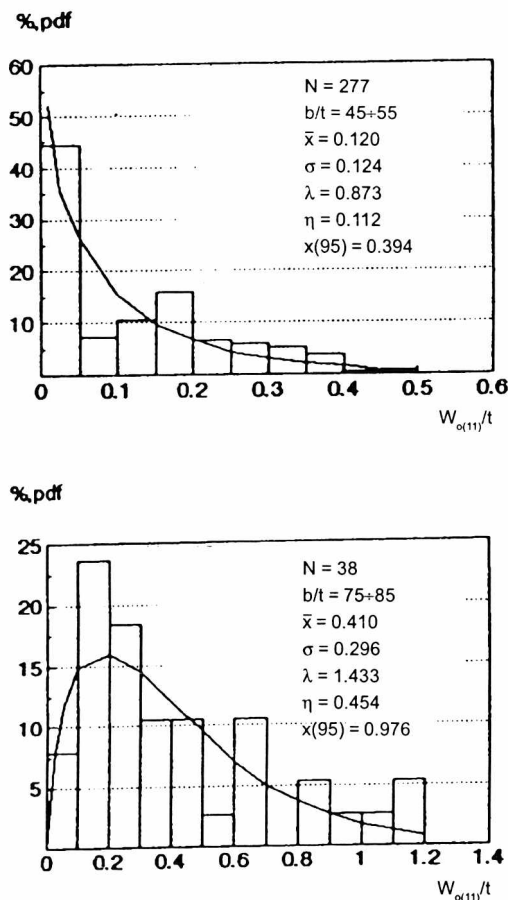 %,pdf
60
50
40
30
20
10
0
0.1
0.2
0.3
0.4
0.5
0.6
N = 277
b/t = 45÷55
x̄ = 0.120
σ = 0.124
λ = 0.873
η = 0.112
x(95) = 0.394
W₀₍₁₁₎/t
%,pdf
25
20
15
10
5
0
0.2
0.4
0.6
0.8
1
1.2
1.4
N = 38
b/t = 75÷85
x̄ = 0.410
σ = 0.296
λ = 1.433
η = 0.454
x(95) = 0.976
W₀₍₁₁₎/t